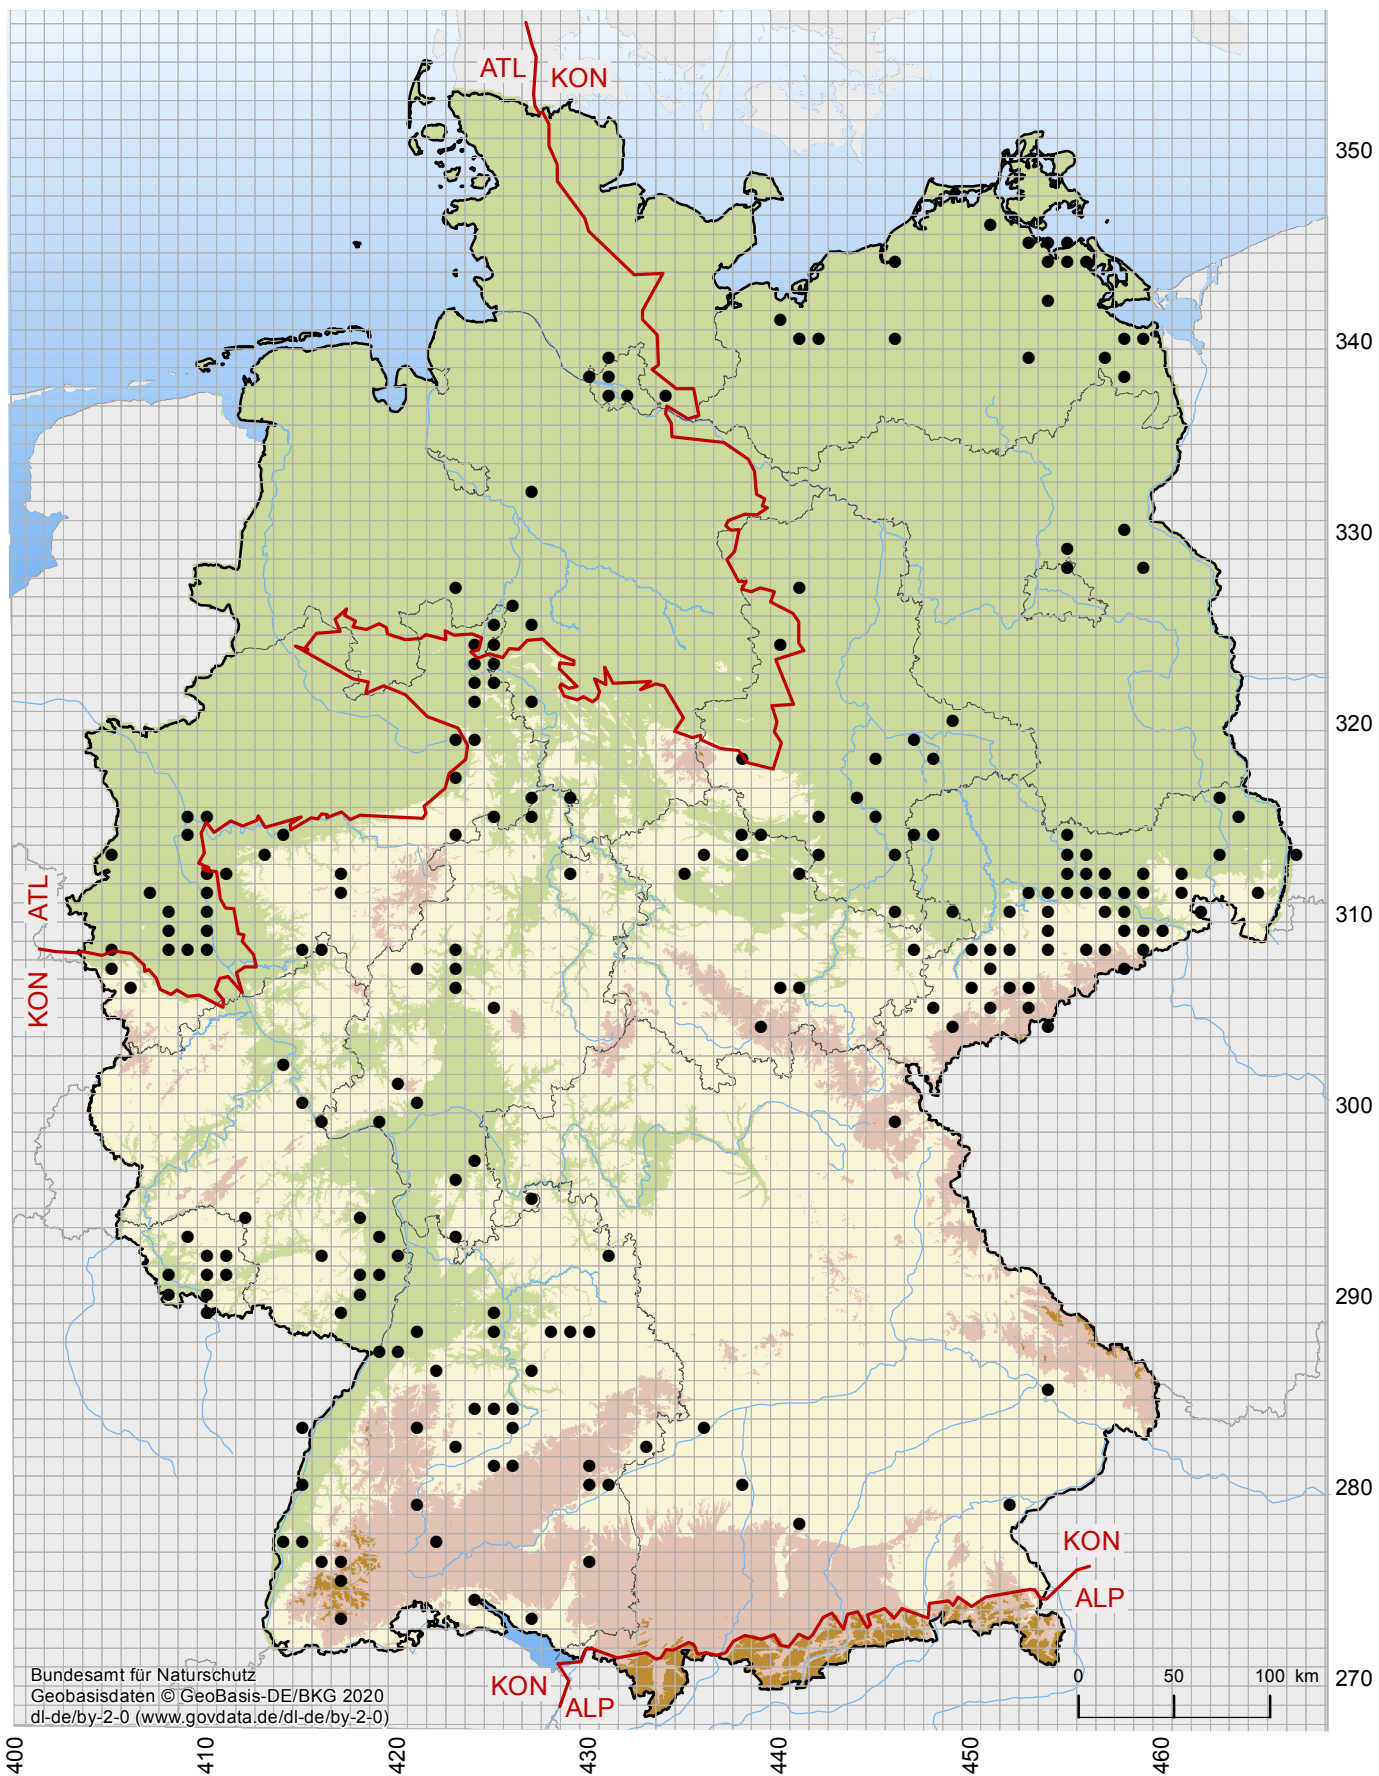 ATL
KON
350
340
330
320
310
300
290
280
270
ATL
KON
KON
ALP
KON
ALP
Bundesamt für Naturschutz
Geobasisdaten © GeoBasis-DE/BKG 2020
dl-de/by-2-0 (www.govdata.de/dl-de/by-2-0)
0 50 100 km
400 410 420 430 440 450 460